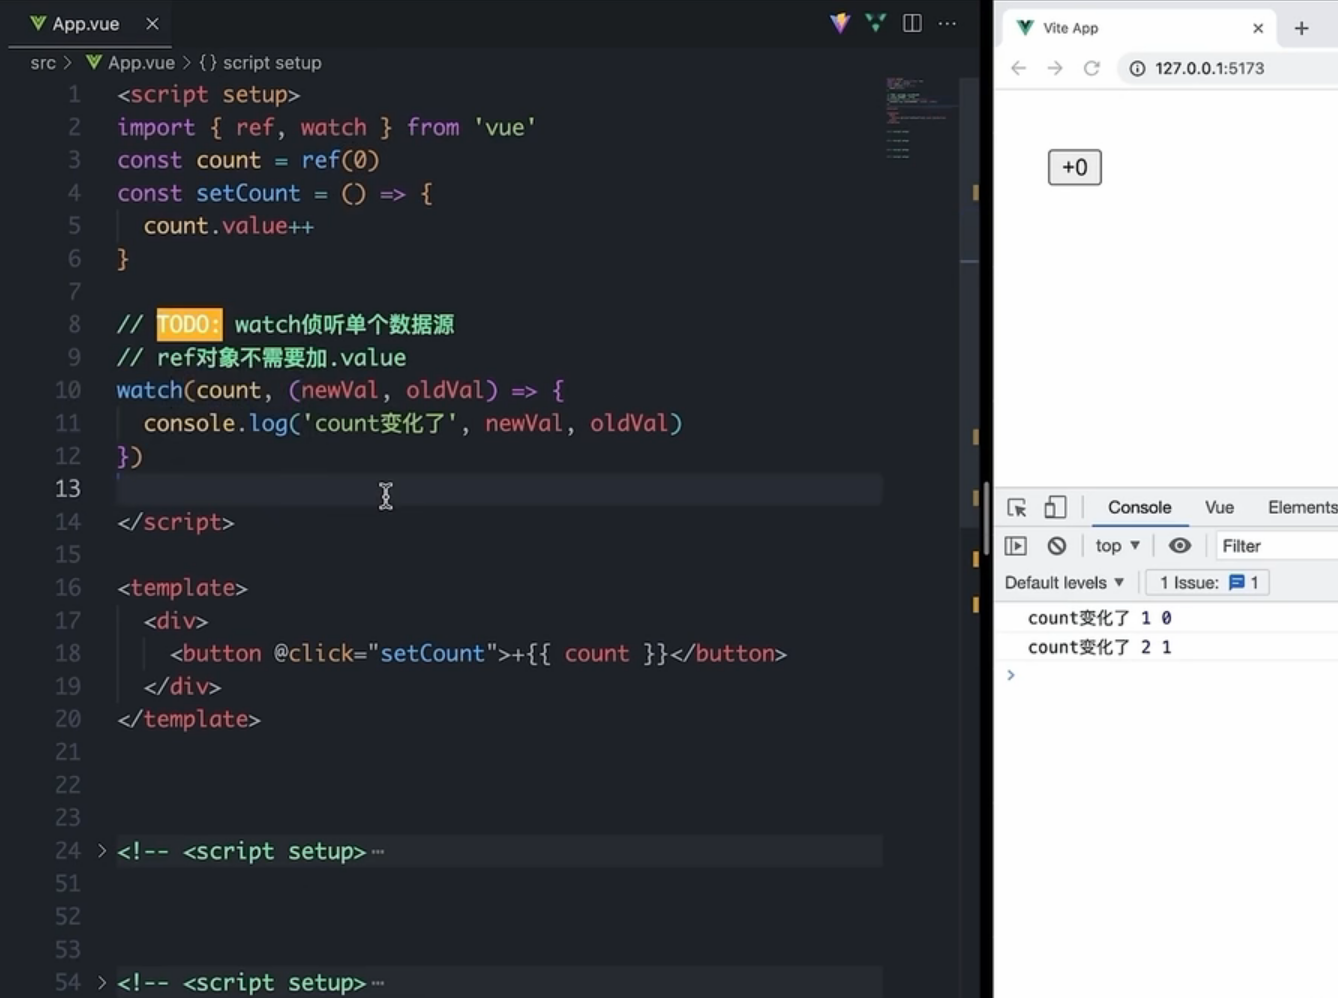 App.vue
src > App.vue > {} script setup
1 <script setup>
2 import { ref, watch } from 'vue'
3 const count = ref(0)
4 const setCount = () => {
5 count.value++
6 }
7
8 // TODO: watch侦听单个数据源
9 // ref对象不需要加.value
10 watch(count, (newVal, oldVal) => {
11 console.log('count变化了', newVal, oldVal)
12 })
13
14 </script>
15
16 <template>
17 <div>
18 <button @click="setCount">+{{ count }}</button>
19 </div>
20 </template>
21
22
23
24 > <!-- <script setup>…
51
52
53
54 > <!-- <script setup>…
Vite App
127.0.0.1:5173
+0
Console Vue Elements
top Filter
Default levels 1 Issue: 1
count变化了 1 0
count变化了 2 1